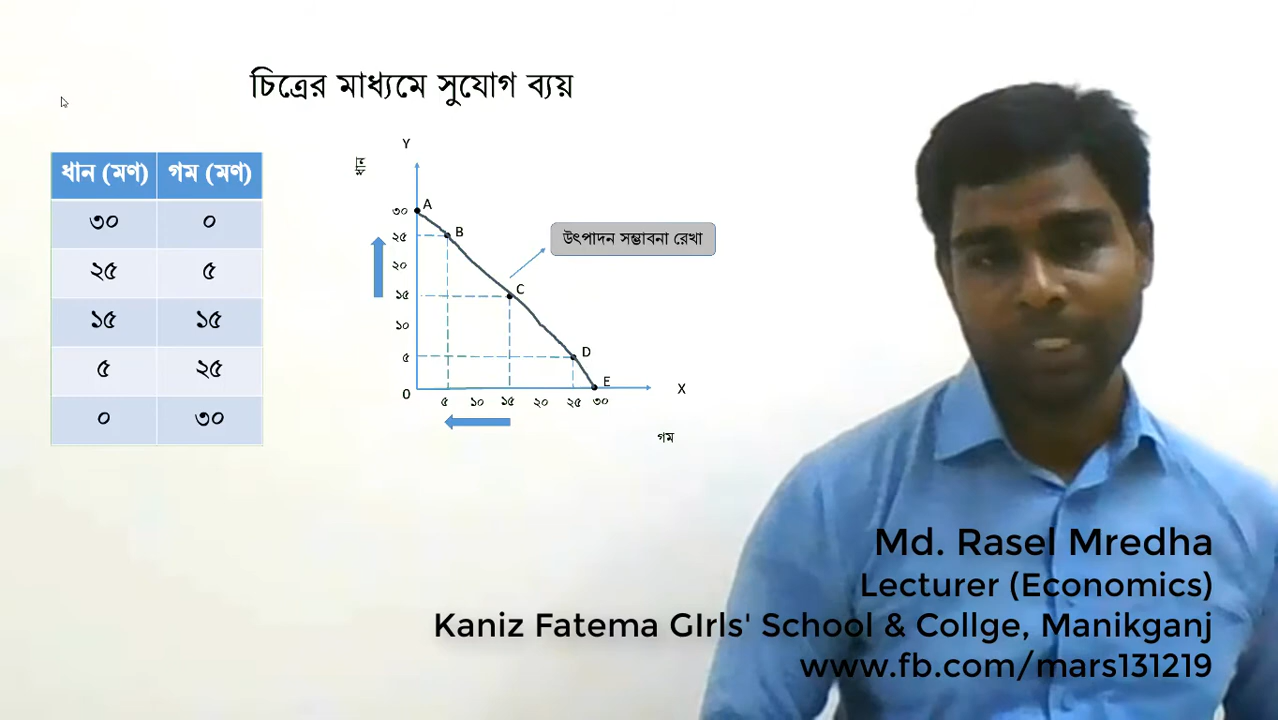 চিত্রের মাধ্যমে সুযোগ ব্যয়
ধান (মণ) গম (মণ)
৩০ ০
২৫ ৫
১৫ ১৫
৫ ২৫
০ ৩০
Y
ধান
৩০ A
২৫ B
২০
১৫ C
১০
৫ D
0 E X
৫ ১০ ১৫ ২০ ২৫ ৩০
গম
উৎপাদন সম্ভাবনা রেখা
Md. Rasel Mredha
Lecturer (Economics)
Kaniz Fatema GIrls' School & Collge, Manikganj
www.fb.com/mars131219